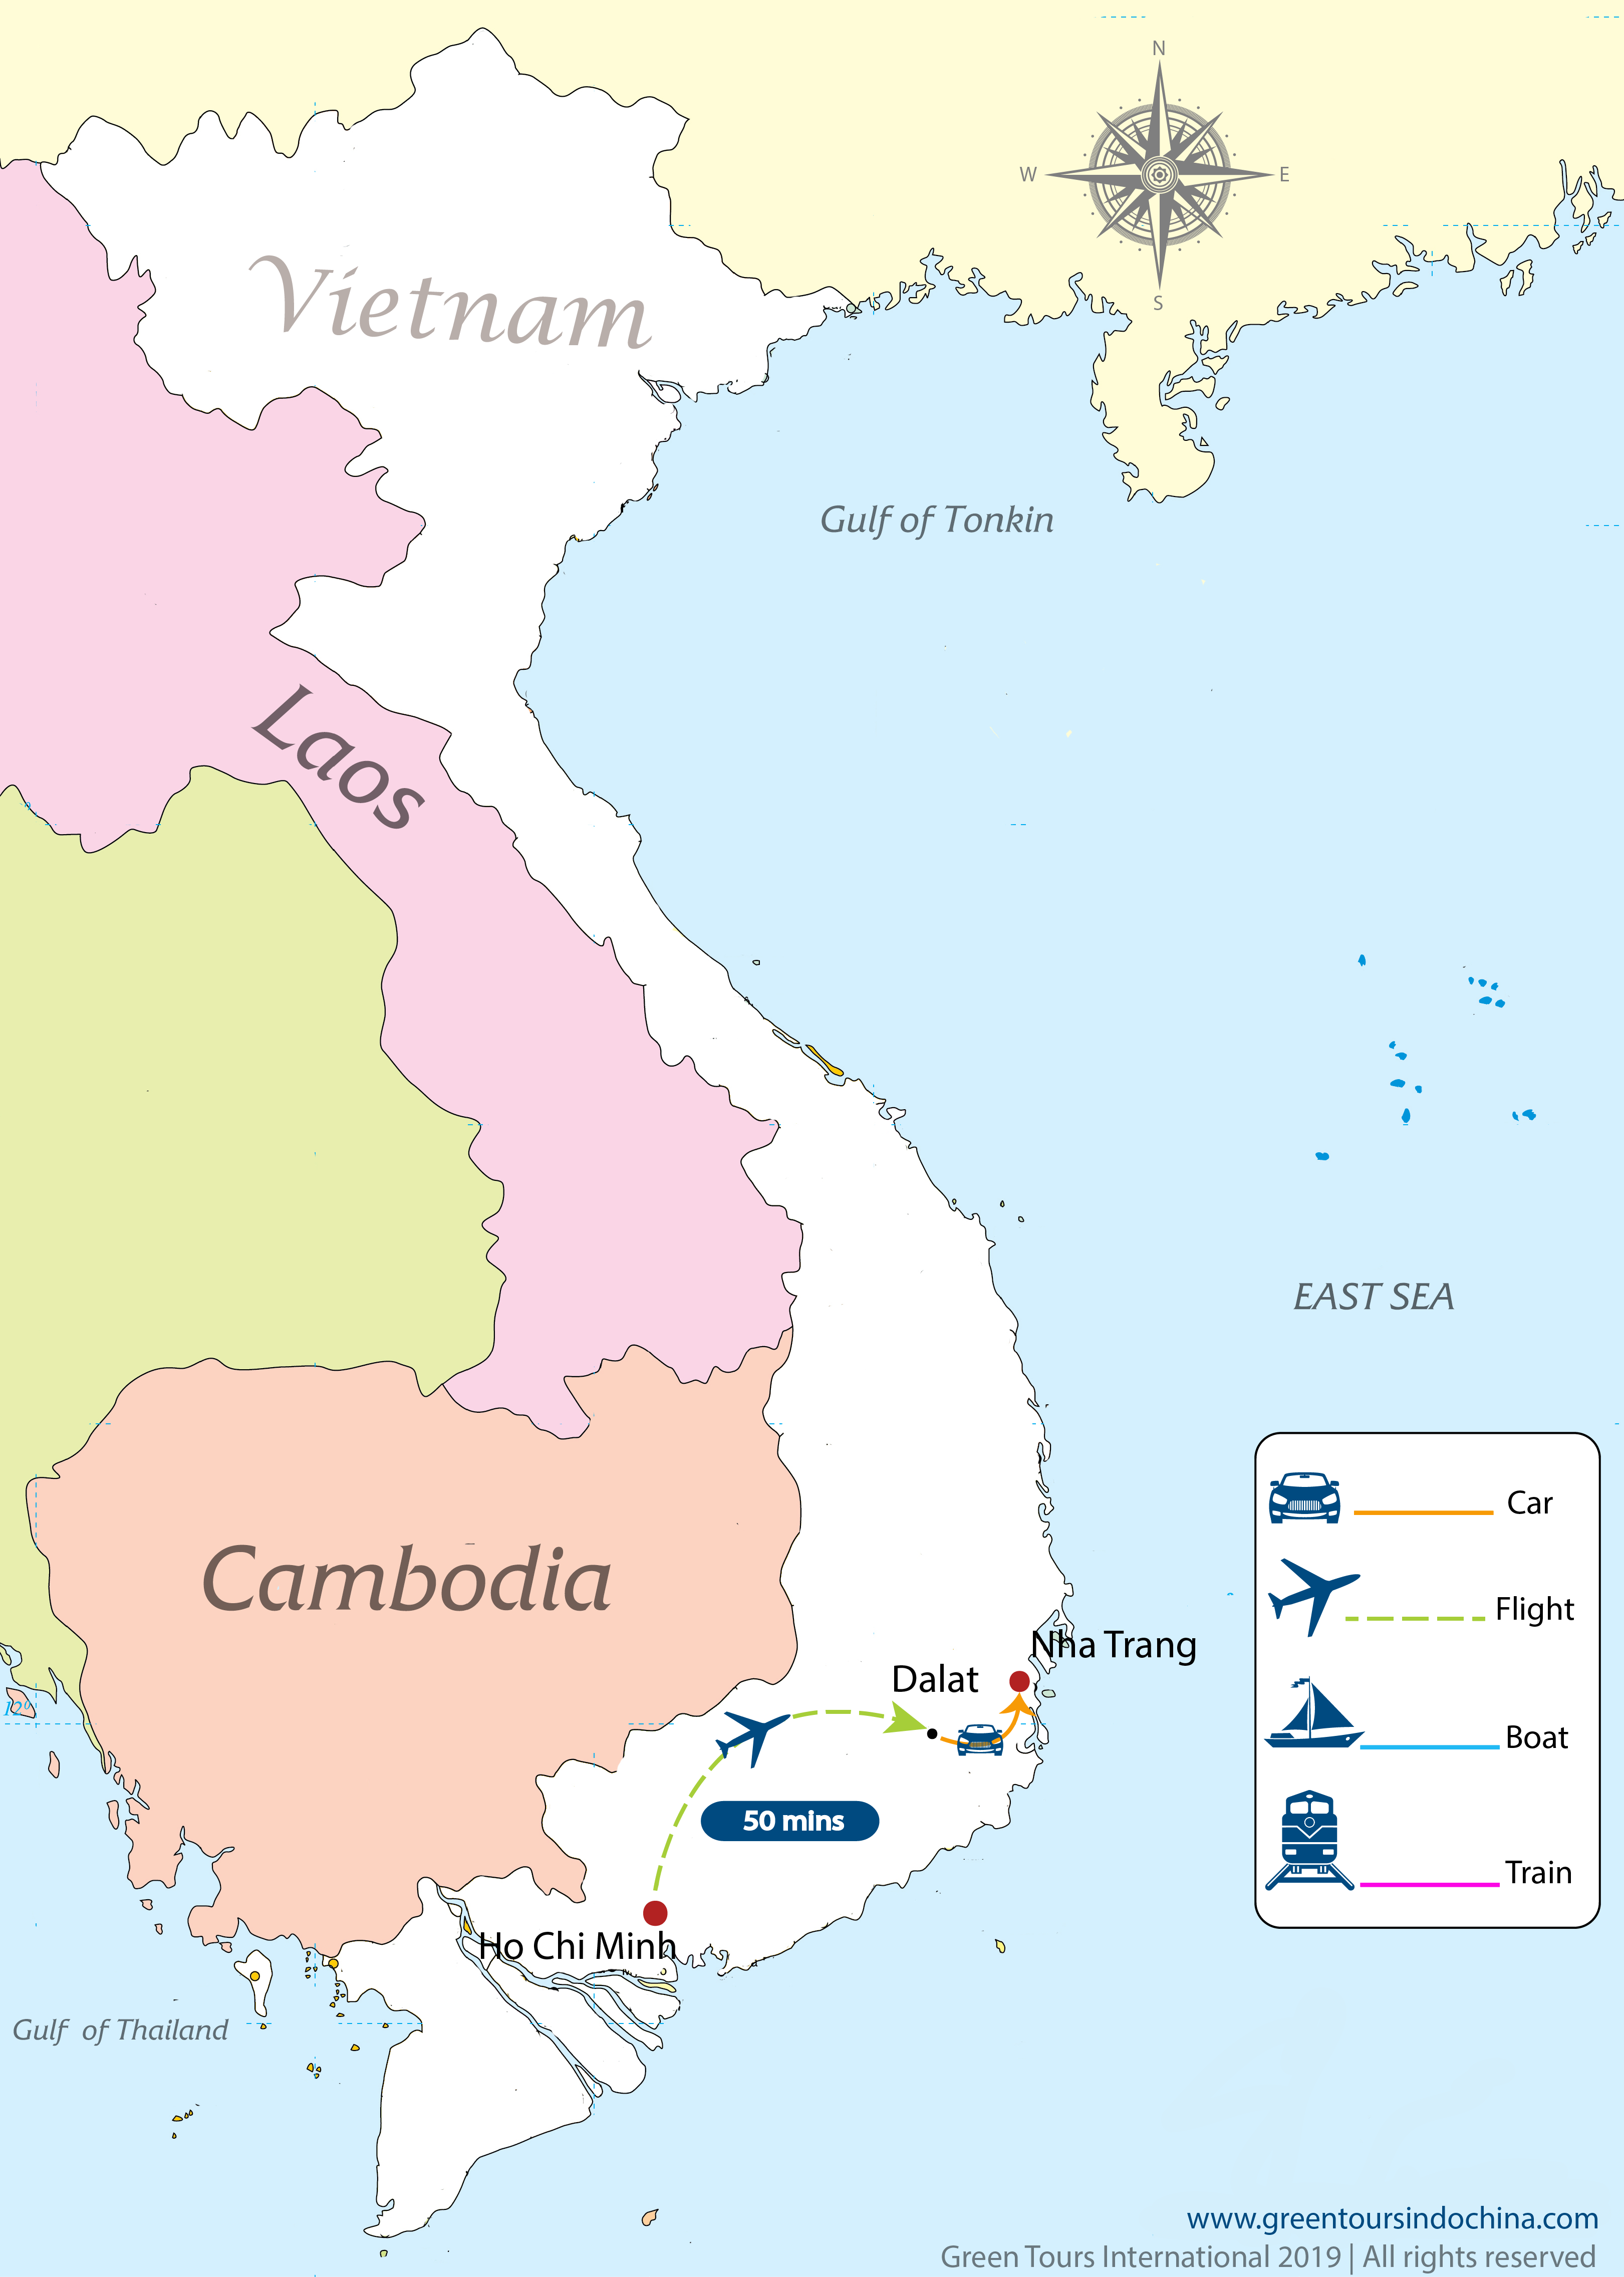 N
W
E
S
Vietnam
Gulf of Tonkin
Laos
EAST SEA
Cambodia
Car
Flight
Boat
Train
Nha Trang
Dalat
12°
50 mins
Ho Chi Minh
Gulf of Thailand
www.greentoursindochina.com
Green Tours International 2019 | All rights reserved